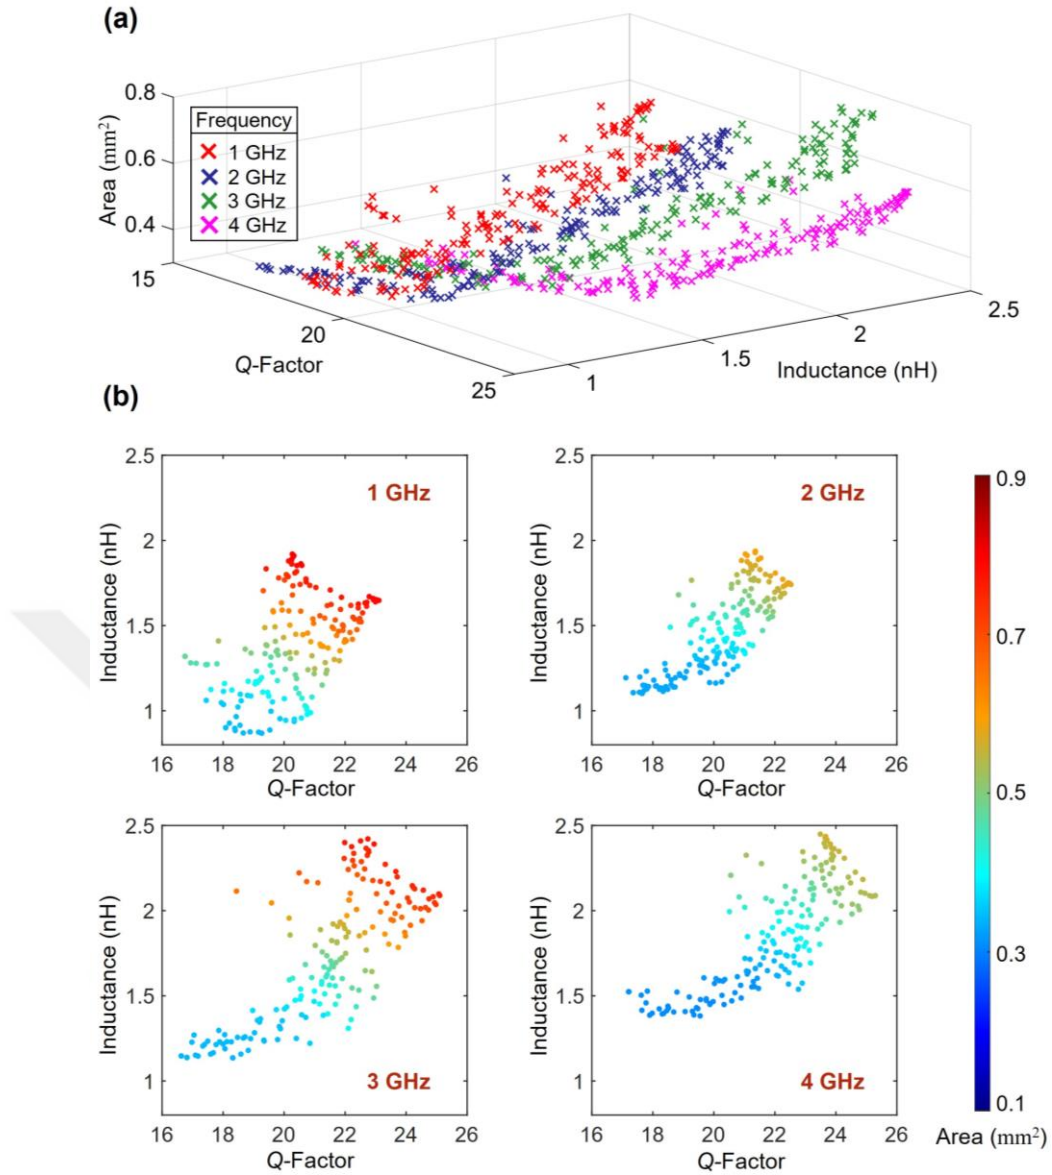 (a)
Area (mm²)
0.8
0.6
0.4
Frequency
1 GHz
2 GHz
3 GHz
4 GHz
15
20
25
Q-Factor
1
1.5
2
2.5
Inductance (nH)
(b)
2.5
2
1.5
1
Inductance (nH)
1 GHz
16 18 20 22 24 26
Q-Factor
2.5
2
1.5
1
Inductance (nH)
2 GHz
16 18 20 22 24 26
Q-Factor
2.5
2
1.5
1
Inductance (nH)
3 GHz
16 18 20 22 24 26
Q-Factor
2.5
2
1.5
1
Inductance (nH)
4 GHz
16 18 20 22 24 26
Q-Factor
0.9
0.7
0.5
0.3
0.1
Area (mm²)